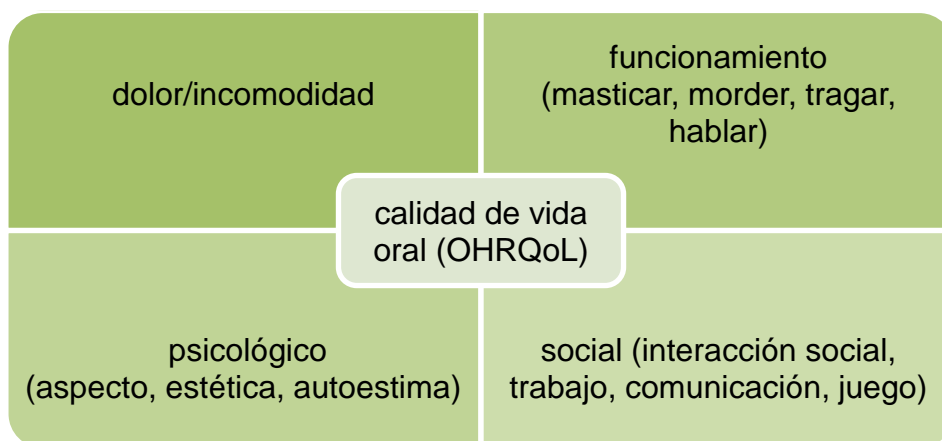 dolor/incomodidad
funcionamiento
(masticar, morder, tragar,
hablar)
calidad de vida
oral (OHRQoL)
psicológico
(aspecto, estética, autoestima)
social (interacción social,
trabajo, comunicación, juego)